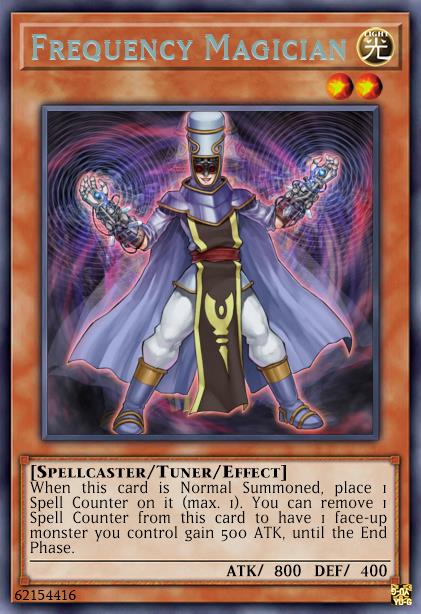 Frequency Magician
LIGHT
光
[Spellcaster/Tuner/Effect]
When this card is Normal Summoned, place 1
Spell Counter on it (max. 1). You can remove 1
Spell Counter from this card to have 1 face-up
monster you control gain 500 ATK, until the End
Phase.
ATK/ 800 DEF/ 400
62154416